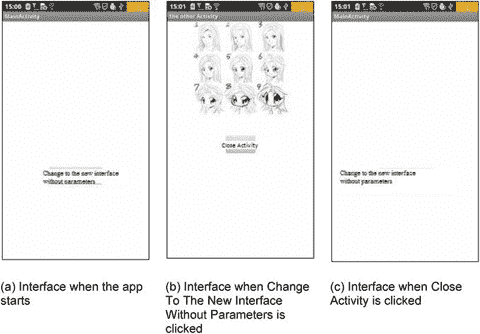 15:00
MainActivity
Change to the new interface
without parameters
(a) Interface when the app
starts
15:01
the other Activity
1 2 3
4 5 6
7 8 9
Close Activity
(b) Interface when Change
To The New Interface
Without Parameters is
clicked
15:01
MainActivity
Change to the new interface
without parameters
(c) Interface when Close
Activity is clicked